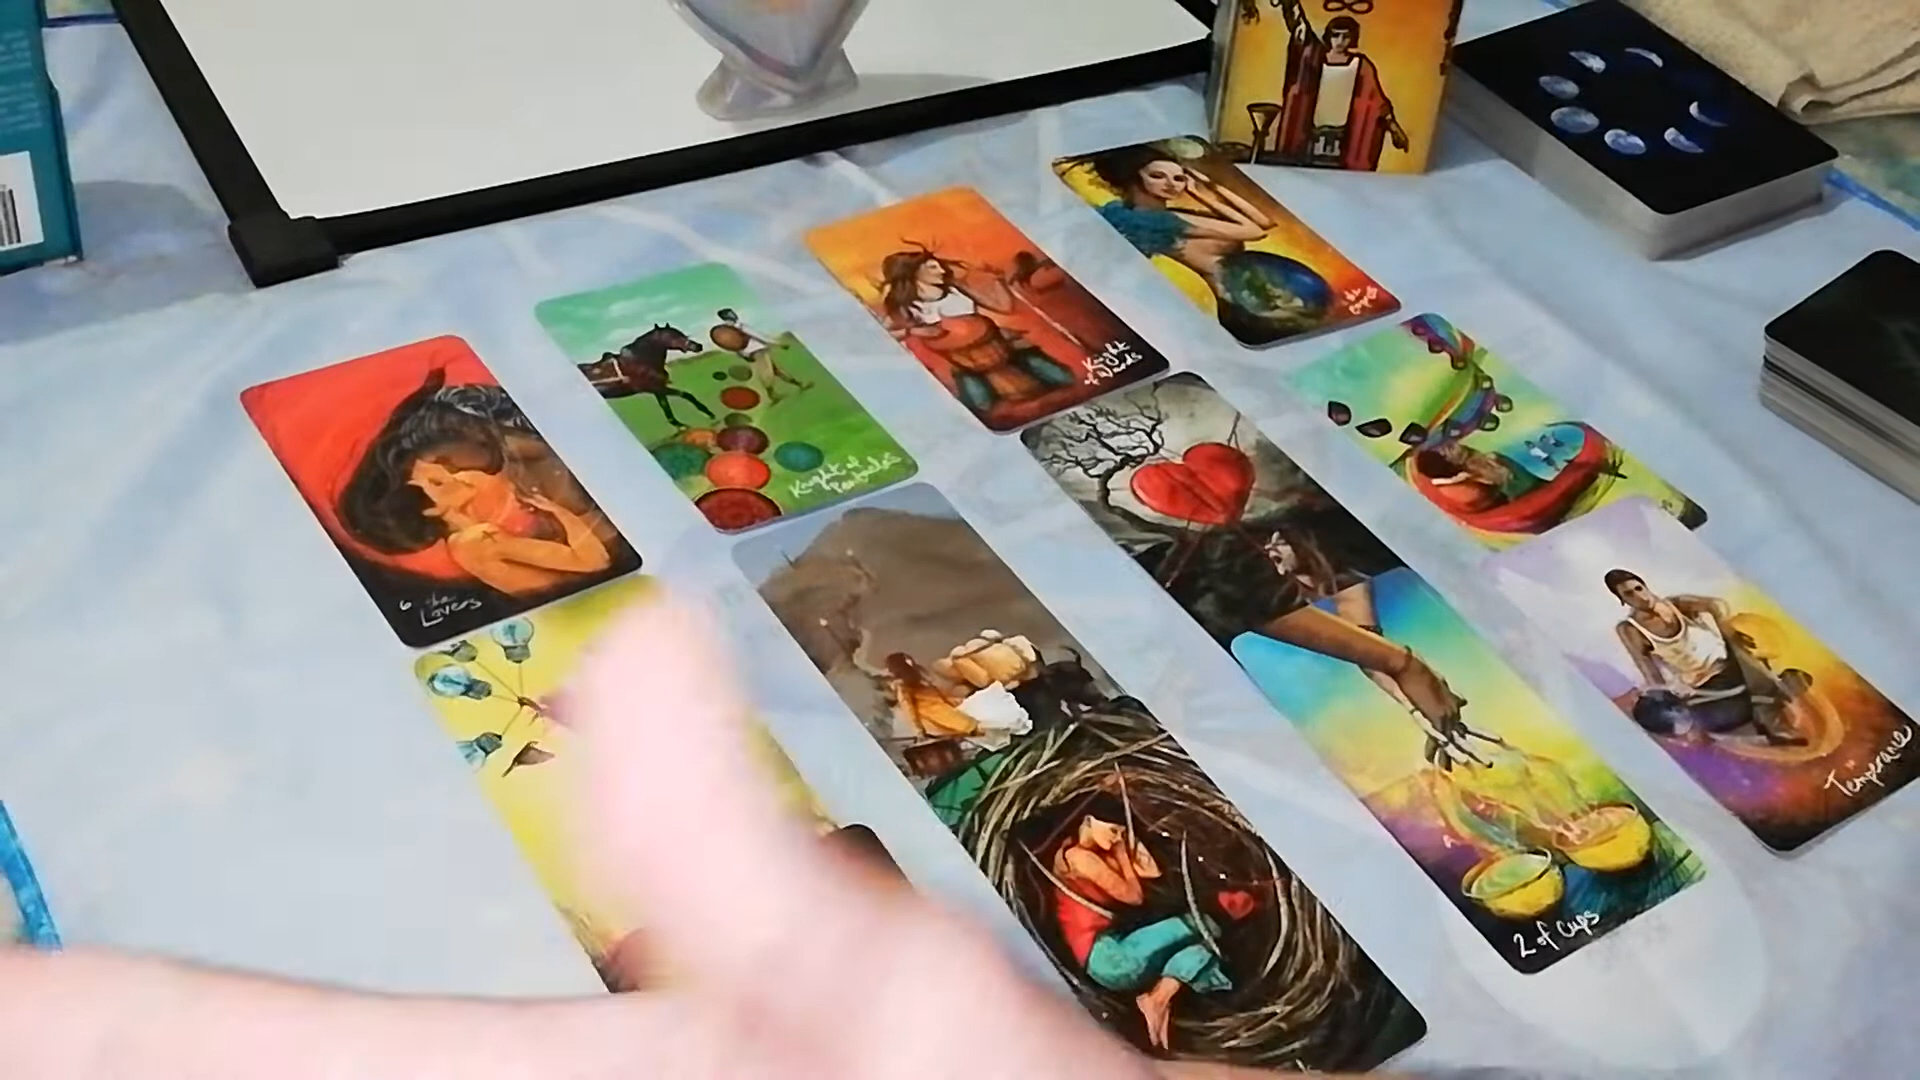 6 the
Lovers
Knight of
Pentacles
Knight
of Wands
the
Empress
Temperance
2 of Cups